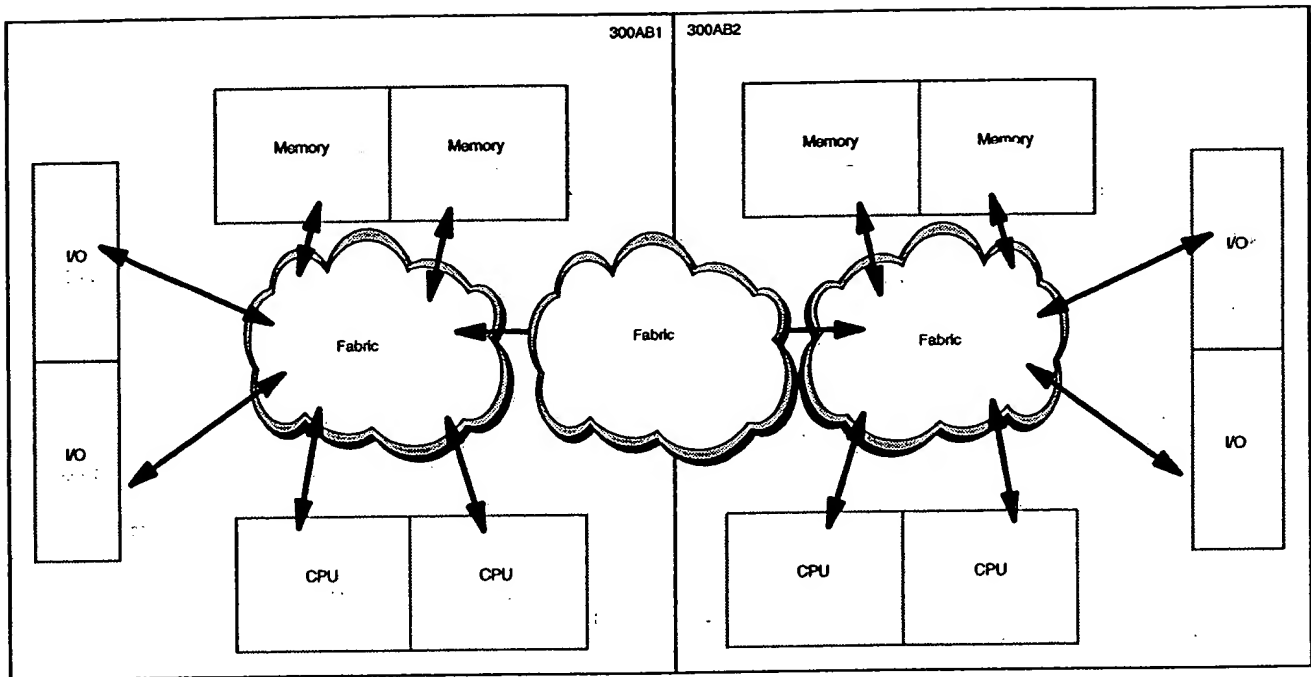 300AB1 300AB2
Memory Memory
Memory Memory
I/O
I/O
Fabric
Fabric
Fabric
I/O
I/O
CPU CPU
CPU CPU